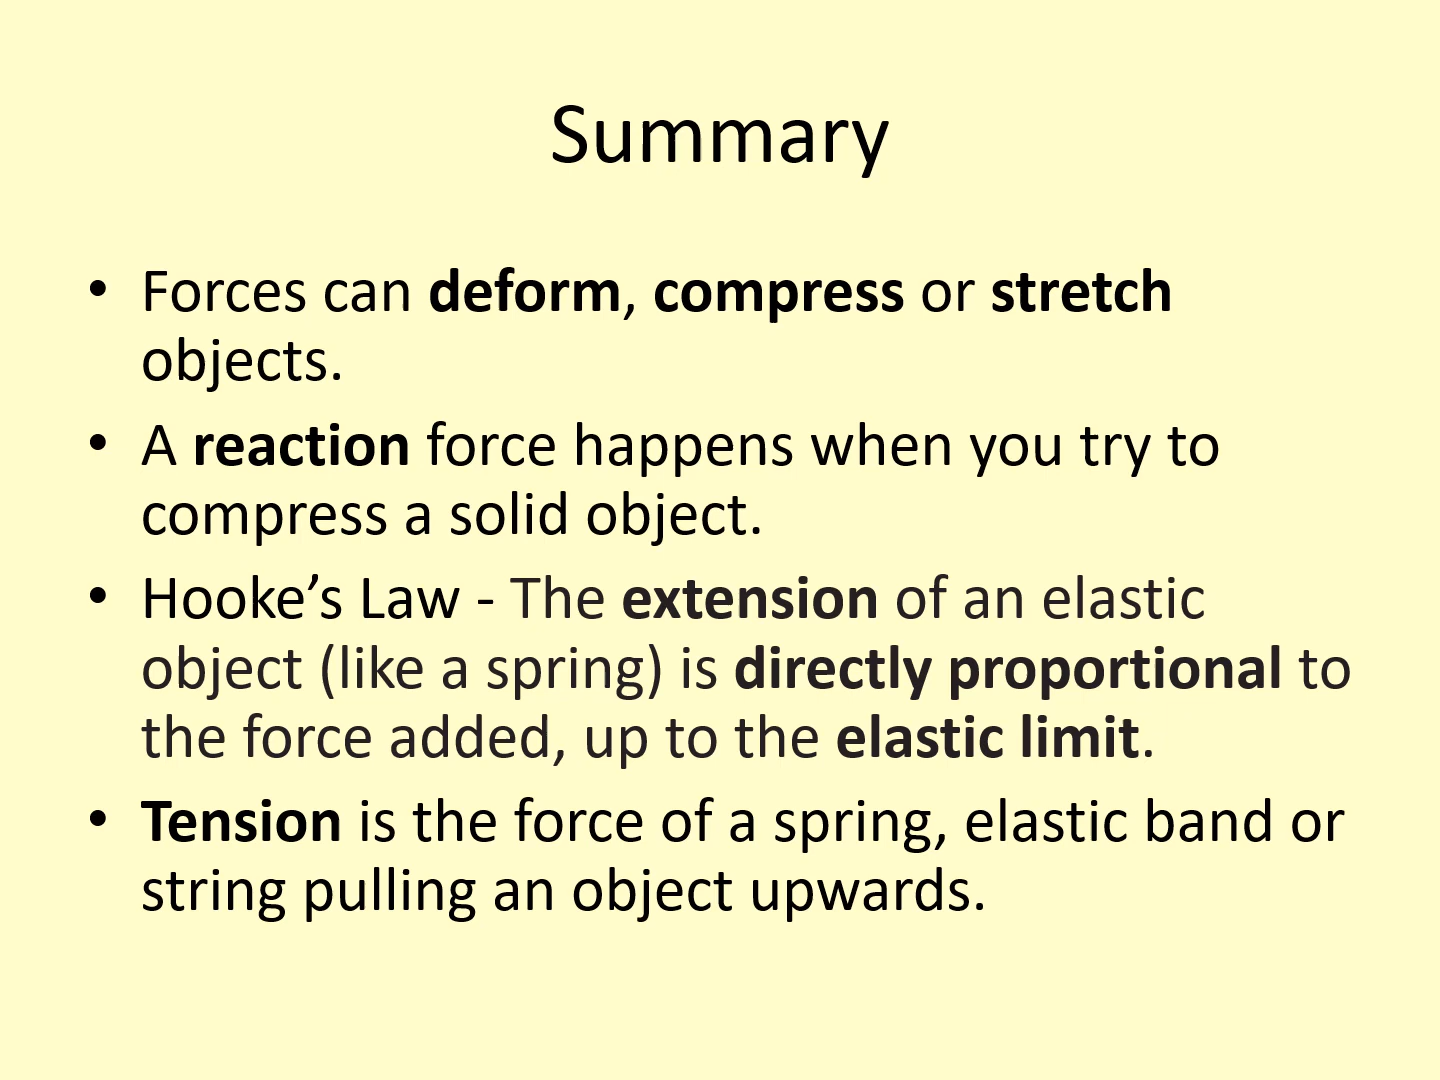 Summary
• Forces can deform, compress or stretch
objects.
• A reaction force happens when you try to
compress a solid object.
• Hooke’s Law - The extension of an elastic
object (like a spring) is directly proportional to
the force added, up to the elastic limit.
• Tension is the force of a spring, elastic band or
string pulling an object upwards.